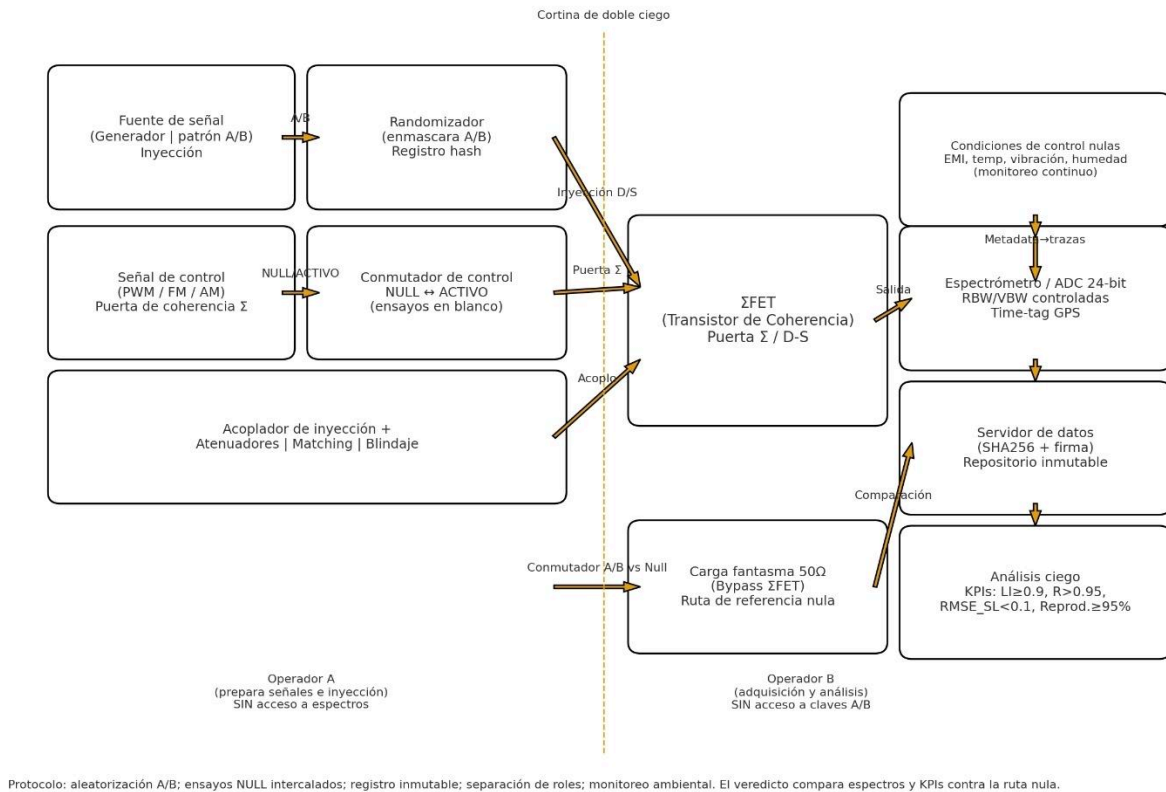 Cortina de doble ciego
Fuente de señal
(Generador | patrón A/B)
Inyección
A/B
Randomizador
(enmascara A/B)
Registro hash
Inyección D/S
Condiciones de control nulas
EMI, temp, vibración, humedad
(monitoreo continuo)
Metadata→trazas
Señal de control
(PWM / FM / AM)
Puerta de coherencia Σ
NULL/ACTIVO
Conmutador de control
NULL ↔ ACTIVO
(ensayos en blanco)
Puerta Σ
ΣFET
(Transistor de Coherencia)
Puerta Σ / D-S
Salida
Espectrómetro / ADC 24-bit
RBW/VBW controladas
Time-tag GPS
Acoplador de inyección +
Atenuadores | Matching | Blindaje
Acoplo
Servidor de datos
(SHA256 + firma)
Repositorio inmutable
Comparación
Conmutador A/B vs Null
Carga fantasma 50Ω
(Bypass ΣFET)
Ruta de referencia nula
Análisis ciego
KPIs: LI≥0.9, R>0.95,
RMSE_SL<0.1, Reprod.≥95%
Operador A
(prepara señales e inyección)
SIN acceso a espectros
Operador B
(adquisición y análisis)
SIN acceso a claves A/B
Protocolo: aleatorización A/B; ensayos NULL intercalados; registro inmutable; separación de roles; monitoreo ambiental. El veredicto compara espectros y KPIs contra la ruta nula.